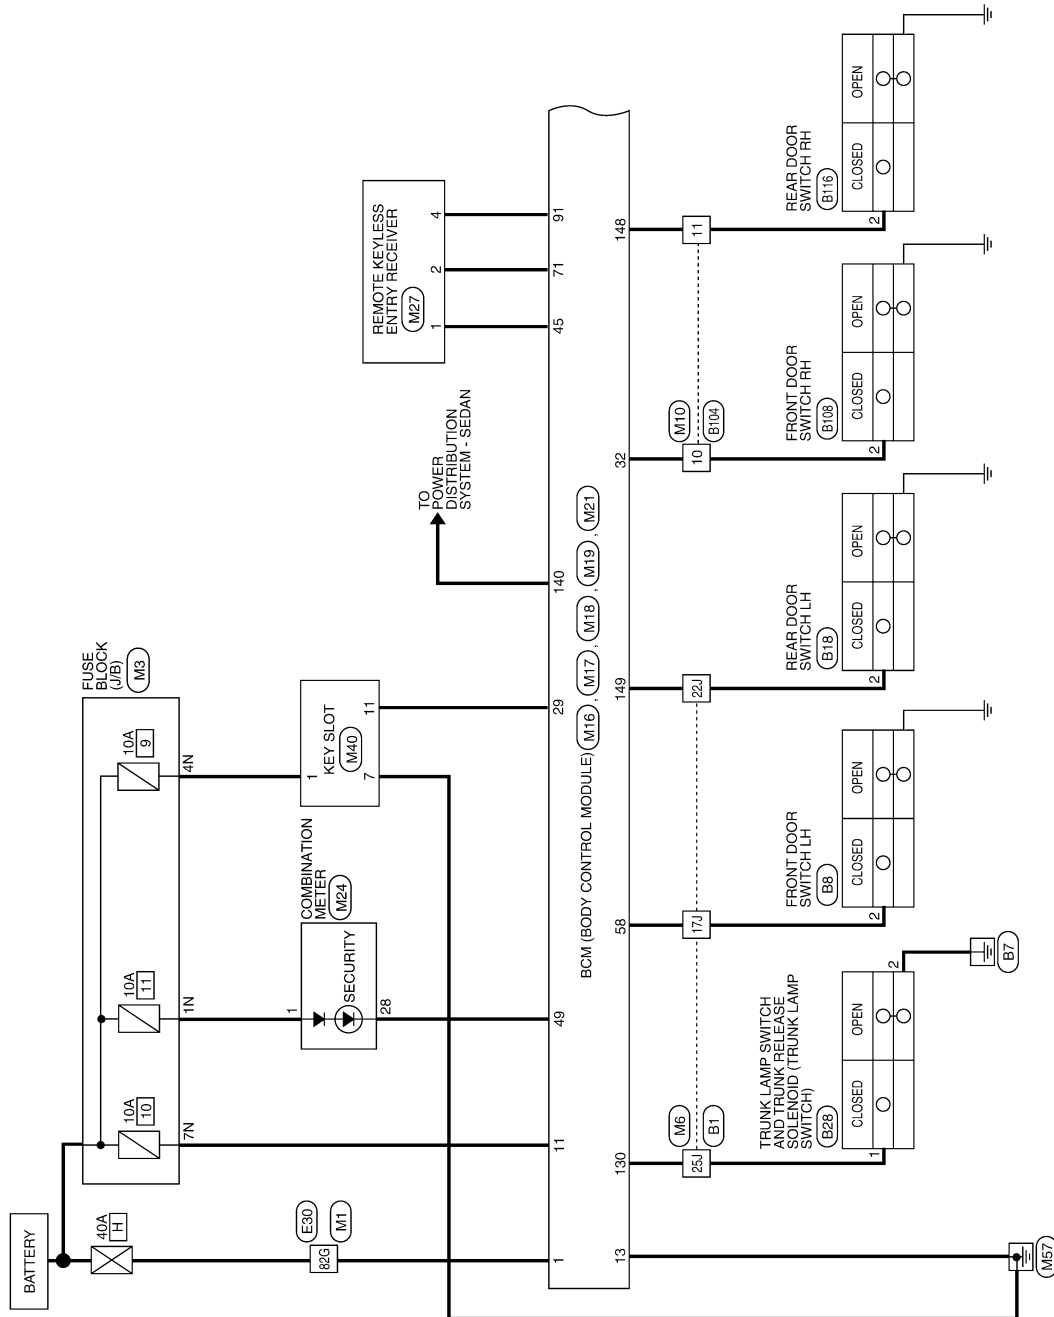 BATTERY
40A
H
E30
82G
M1
FUSE
BLOCK
(J/B)
M3
10A
10
7N
10A
11
1N
10A
9
4N
COMBINATION
METER
M24
1
SECURITY
28
1
KEY SLOT
M40
7
11
TO
POWER
DISTRIBUTION
SYSTEM - SEDAN
REMOTE KEYLESS
ENTRY RECEIVER
M27
1
2
4
1
11
49
29
140
45
71
91
BCM (BODY CONTROL MODULE) M16 , M17 , M18 , M19 , M21
13
130
58
149
32
148
M6
25J
B1
17J
22J
M10
10
B104
11
M57
TRUNK LAMP SWITCH
AND TRUNK RELEASE
SOLENOID (TRUNK LAMP
SWITCH)
B28
1
CLOSED
OPEN
2
B7
FRONT DOOR
SWITCH LH
B8
2
CLOSED
OPEN
REAR DOOR
SWITCH LH
B18
2
CLOSED
OPEN
FRONT DOOR
SWITCH RH
B108
2
CLOSED
OPEN
REAR DOOR
SWITCH RH
B116
2
CLOSED
OPEN